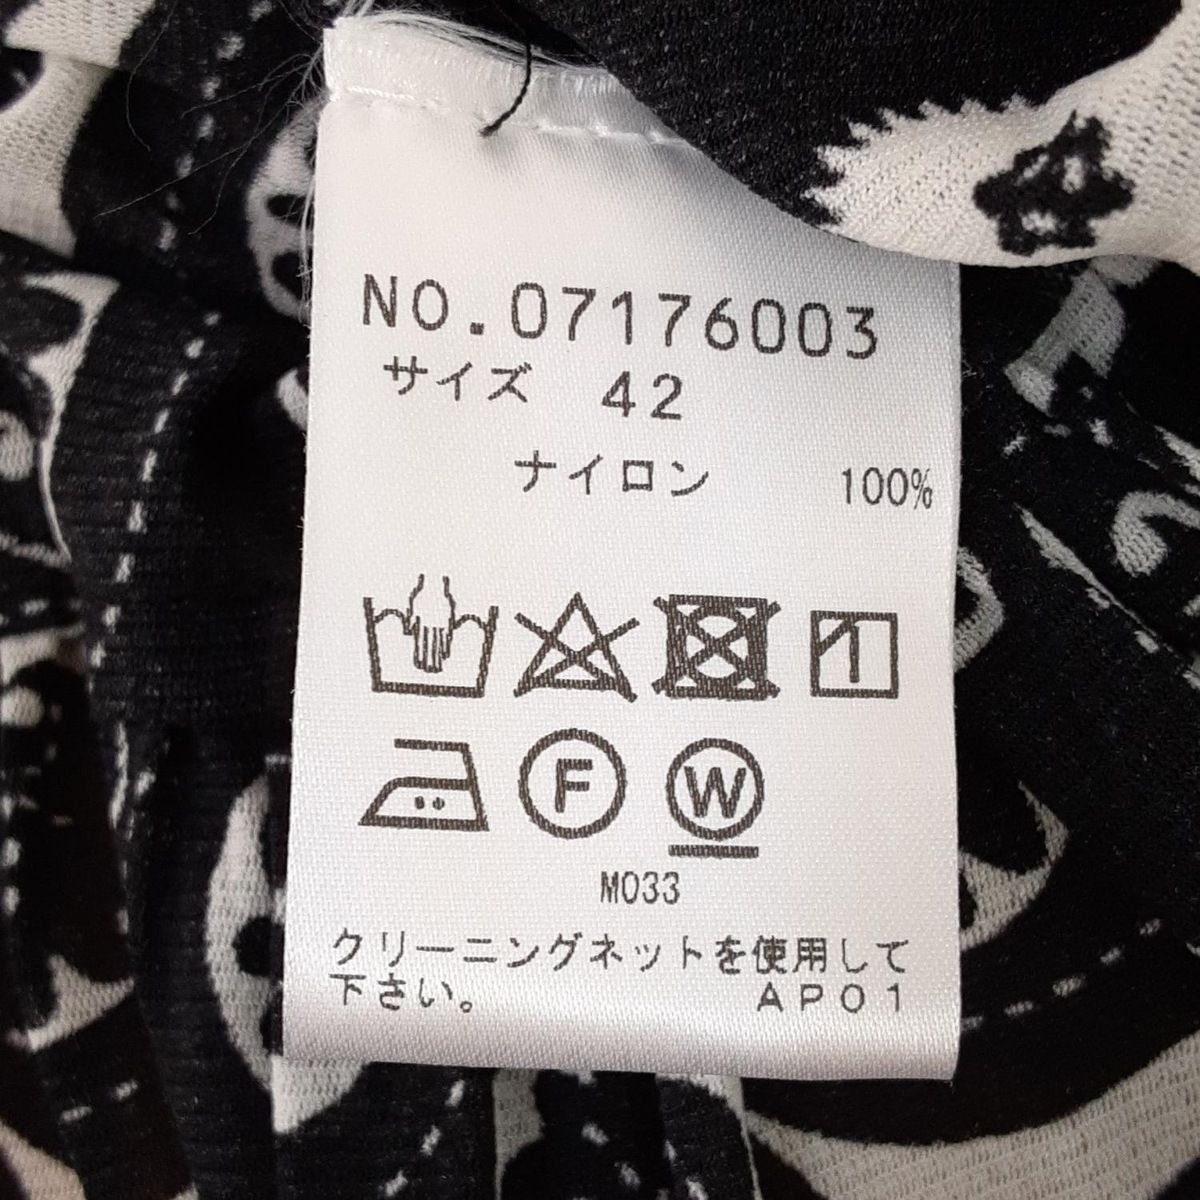 NO.07176003
サイズ 42
ナイロン 100%
F W
M033
クリーニングネットを使用して
下さい。 AP01